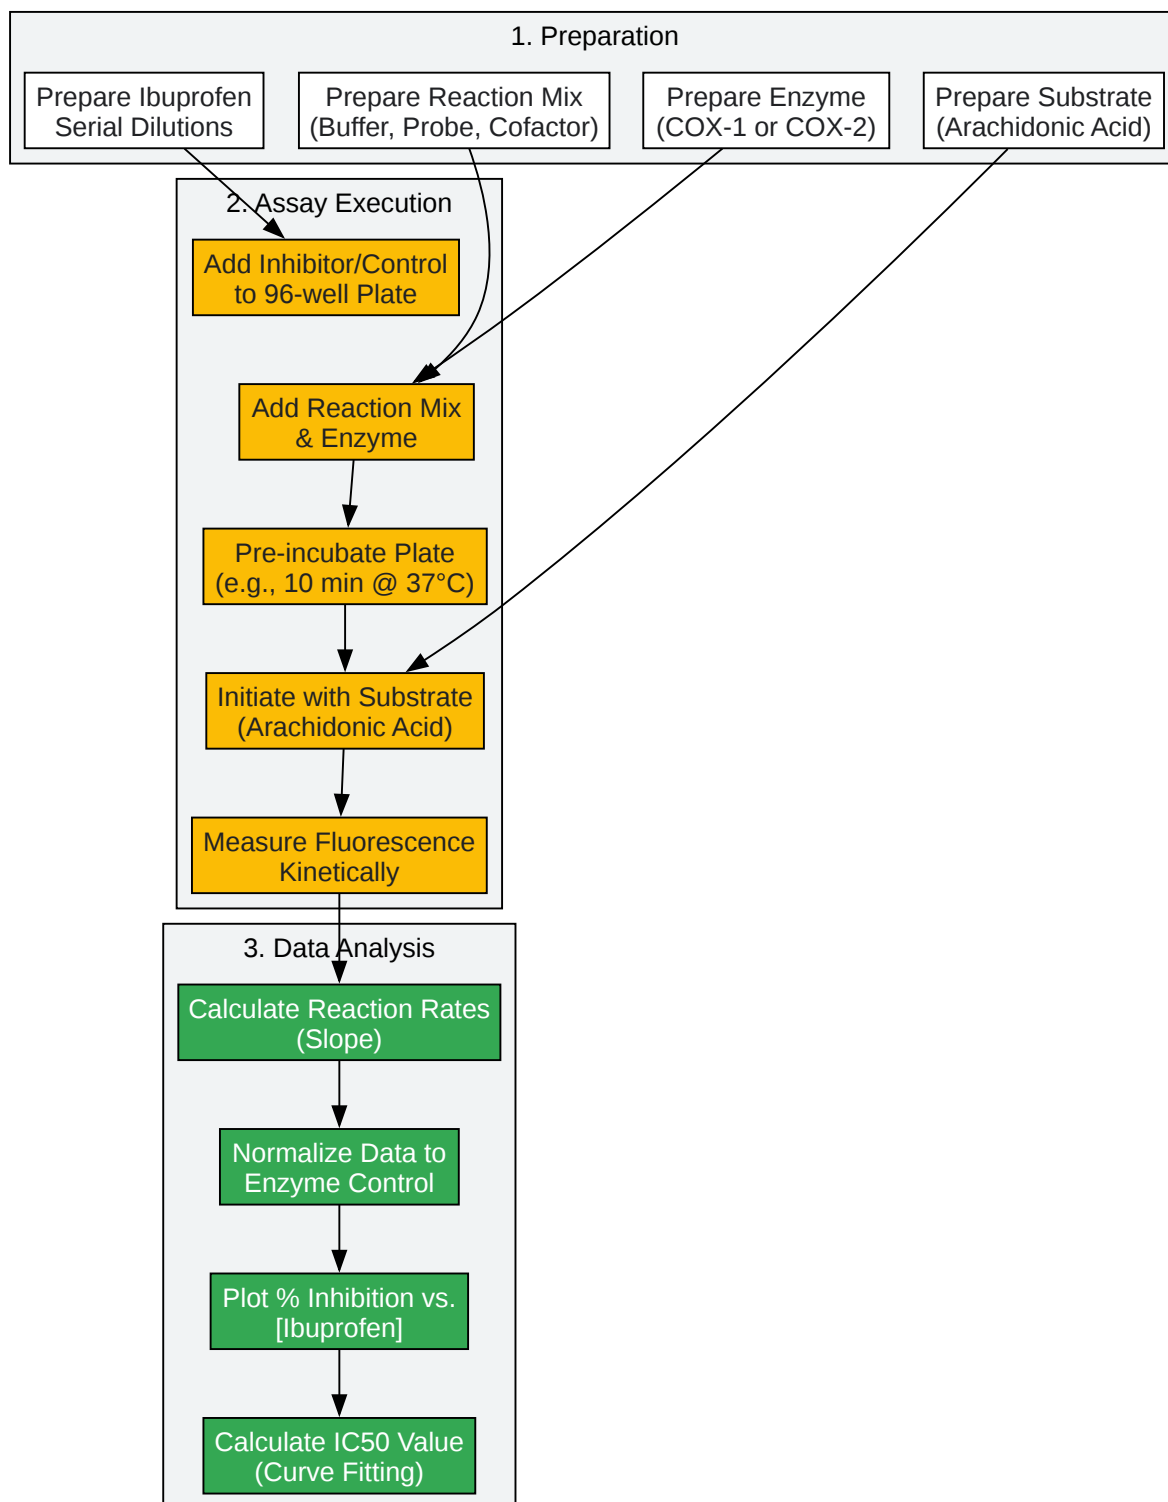 1. Preparation
Prepare Ibuprofen
Serial Dilutions
Prepare Reaction Mix
(Buffer, Probe, Cofactor)
Prepare Enzyme
(COX-1 or COX-2)
Prepare Substrate
(Arachidonic Acid)
2. Assay Execution
Add Inhibitor/Control
to 96-well Plate
Add Reaction Mix
& Enzyme
Pre-incubate Plate
(e.g., 10 min @ 37°C)
Initiate with Substrate
(Arachidonic Acid)
Measure Fluorescence
Kinetically
3. Data Analysis
Calculate Reaction Rates
(Slope)
Normalize Data to
Enzyme Control
Plot % Inhibition vs.
[Ibuprofen]
Calculate IC50 Value
(Curve Fitting)